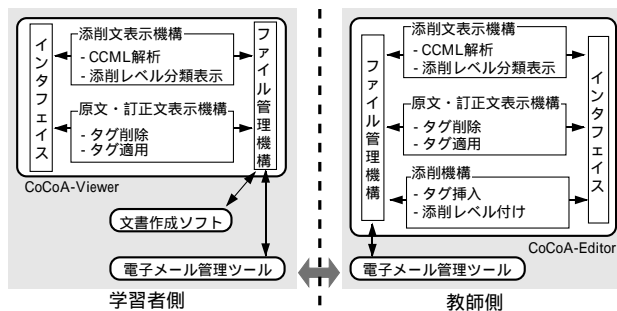 インタフェイス
添削文表示機構
- CCML解析
- 添削レベル分類表示
原文・訂正文表示機構
- タグ削除
- タグ適用
ファイル管理機構
CoCoA-Viewer
文書作成ソフト
電子メール管理ツール
学習者側
ファイル管理機構
添削文表示機構
- CCML解析
- 添削レベル分類表示
原文・訂正文表示機構
- タグ削除
- タグ適用
添削機構
- タグ挿入
- 添削レベル付け
インタフェイス
CoCoA-Editor
電子メール管理ツール
教師側